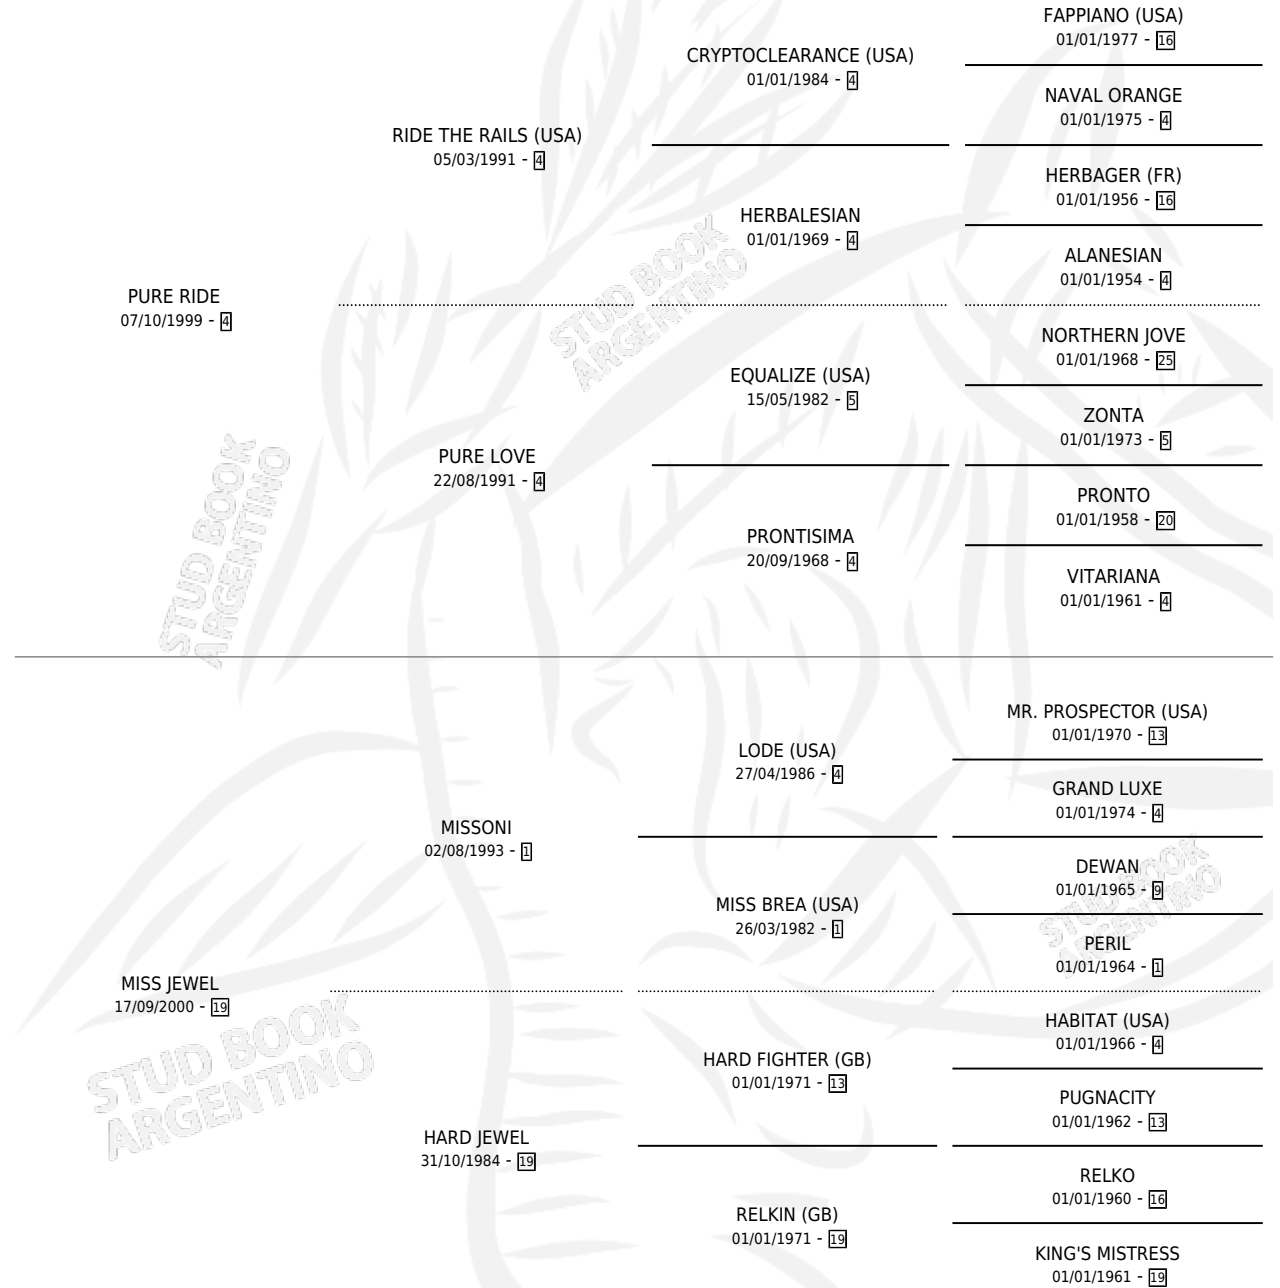 FAPPIANO (USA)
01/01/1977 - 16
CRYPTOCLEARANCE (USA)
01/01/1984 - 4
NAVAL ORANGE
01/01/1975 - 4
RIDE THE RAILS (USA)
05/03/1991 - 4
HERBAGER (FR)
01/01/1956 - 16
HERBALESIAN
01/01/1969 - 4
ALANESIAN
01/01/1954 - 4
PURE RIDE
07/10/1999 - 4
NORTHERN JOVE
01/01/1968 - 25
EQUALIZE (USA)
15/05/1982 - 5
ZONTA
01/01/1973 - 5
PURE LOVE
22/08/1991 - 4
PRONTO
01/01/1958 - 20
PRONTISIMA
20/09/1968 - 4
VITARIANA
01/01/1961 - 4
STUD BOOK
ARGENTINO
STUD BOOK
ARGENTINO
MR. PROSPECTOR (USA)
01/01/1970 - 13
LODE (USA)
27/04/1986 - 4
GRAND LUXE
01/01/1974 - 4
MISSONI
02/08/1993 - 1
DEWAN
01/01/1965 - 9
MISS BREA (USA)
26/03/1982 - 1
PERIL
01/01/1964 - 1
MISS JEWEL
17/09/2000 - 19
HABITAT (USA)
01/01/1966 - 4
HARD FIGHTER (GB)
01/01/1971 - 13
PUGNACITY
01/01/1962 - 13
HARD JEWEL
31/10/1984 - 19
RELKO
01/01/1960 - 16
RELKIN (GB)
01/01/1971 - 19
KING'S MISTRESS
01/01/1961 - 19
STUD BOOK
ARGENTINO
STUD BOOK
ARGENTINO